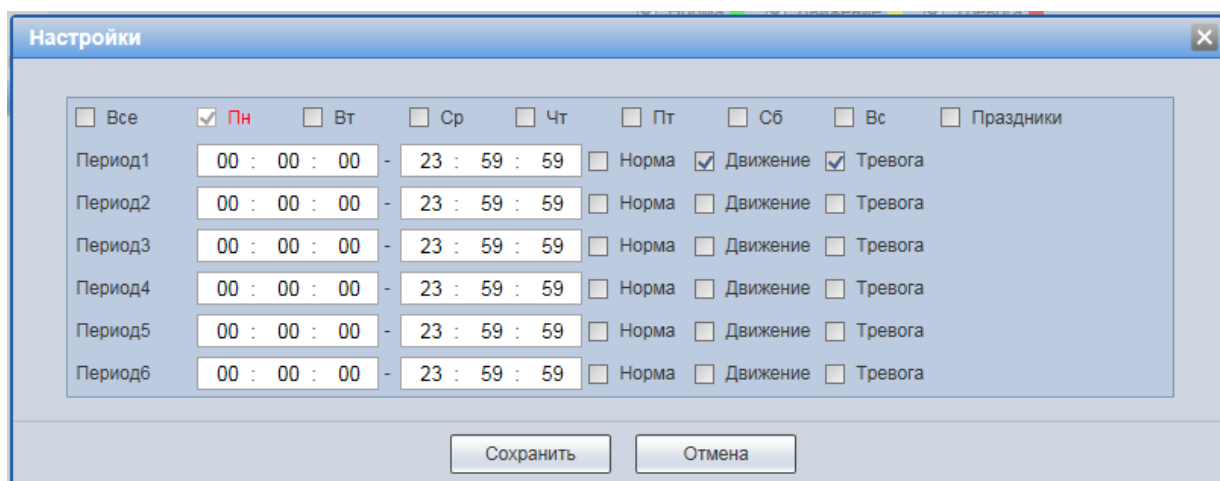 Норма Движение Тревога
Настройки
Все Пн Вт Ср Чт Пт Сб Вс Праздники
Период1 00 : 00 : 00 - 23 : 59 : 59 Норма Движение Тревога
Период2 00 : 00 : 00 - 23 : 59 : 59 Норма Движение Тревога
Период3 00 : 00 : 00 - 23 : 59 : 59 Норма Движение Тревога
Период4 00 : 00 : 00 - 23 : 59 : 59 Норма Движение Тревога
Период5 00 : 00 : 00 - 23 : 59 : 59 Норма Движение Тревога
Период6 00 : 00 : 00 - 23 : 59 : 59 Норма Движение Тревога
Сохранить Отмена